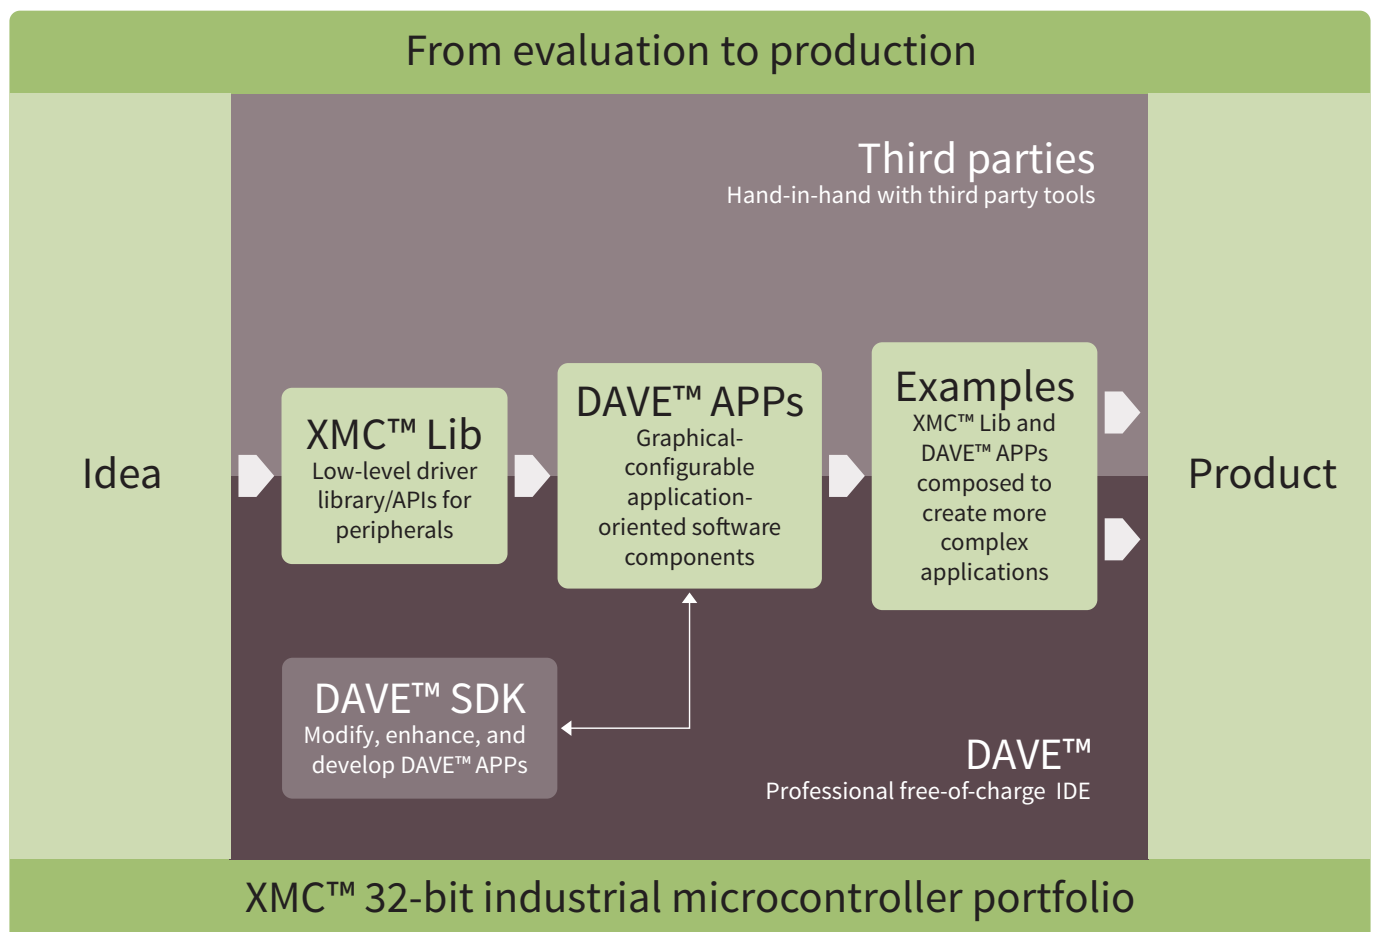 From evaluation to production
Third parties
Hand-in-hand with third party tools
Idea
XMC™ Lib
Low-level driver
library/APIs for
peripherals
DAVE™ APPs
Graphical-
configurable
application-
oriented software
components
Examples
XMC™ Lib and
DAVE™ APPs
composed to
create more
complex
applications
Product
DAVE™ SDK
Modify, enhance, and
develop DAVE™ APPs
DAVE™
Professional free-of-charge IDE
XMC™ 32-bit industrial microcontroller portfolio